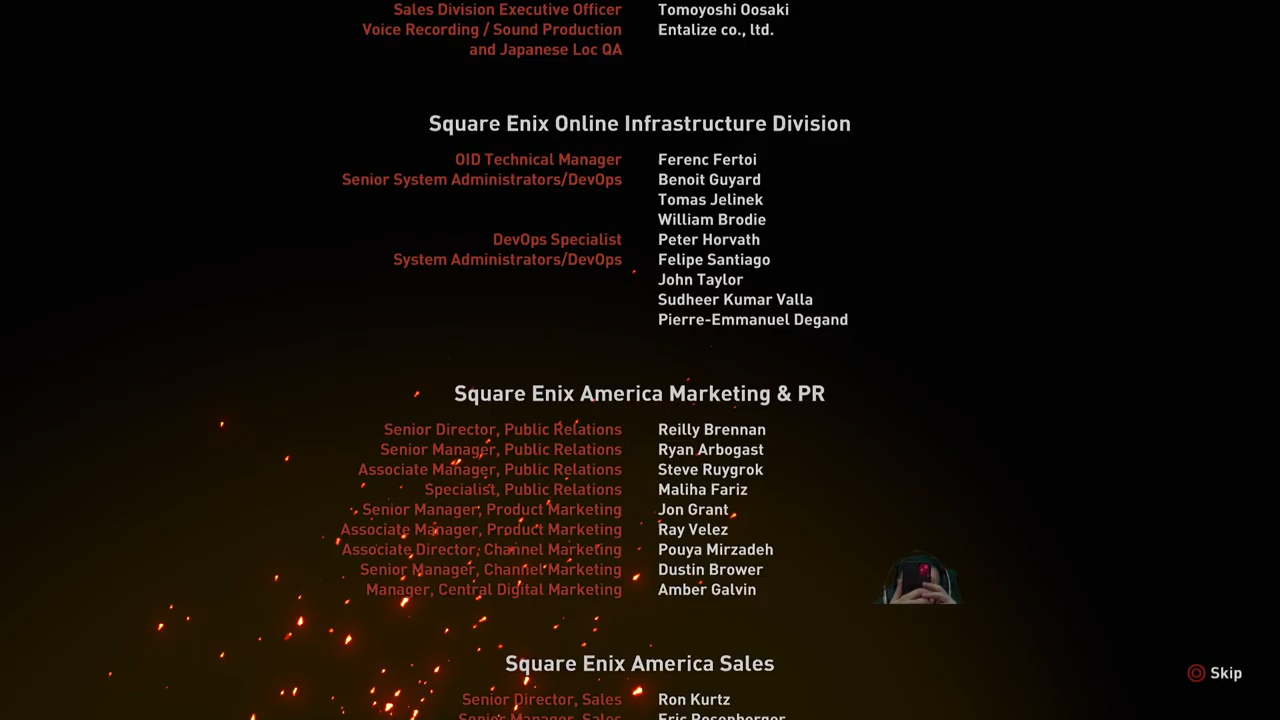 Sales Division Executive Officer Tomoyoshi Oosaki
Voice Recording / Sound Production Entalize co., ltd.
and Japanese Loc QA
Square Enix Online Infrastructure Division
OID Technical Manager Ferenc Fertoi
Senior System Administrators/DevOps Benoit Guyard
Tomas Jelinek
William Brodie
DevOps Specialist Peter Horvath
System Administrators/DevOps Felipe Santiago
John Taylor
Sudheer Kumar Valla
Pierre-Emmanuel Degand
Square Enix America Marketing & PR
Senior Director, Public Relations Reilly Brennan
Senior Manager, Public Relations Ryan Arbogast
Associate Manager, Public Relations Steve Ruygrok
Specialist, Public Relations Maliha Fariz
Senior Manager, Product Marketing Jon Grant
Associate Manager, Product Marketing Ray Velez
Associate Director, Channel Marketing Pouya Mirzadeh
Senior Manager, Channel Marketing Dustin Brower
Manager, Central Digital Marketing Amber Galvin
Square Enix America Sales
Skip
Senior Director, Sales Ron Kurtz
Senior Manager, Sales Eric Rosenberger